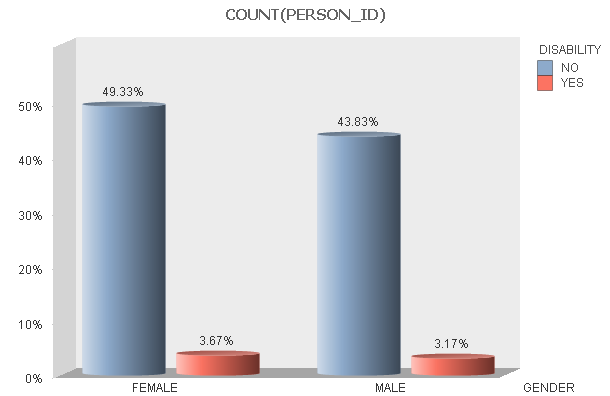 COUNT(PERSON_ID)
DISABILITY
NO
YES
49.33%
43.83%
3.67%
3.17%
50%
40%
30%
20%
10%
0%
FEMALE
MALE
GENDER